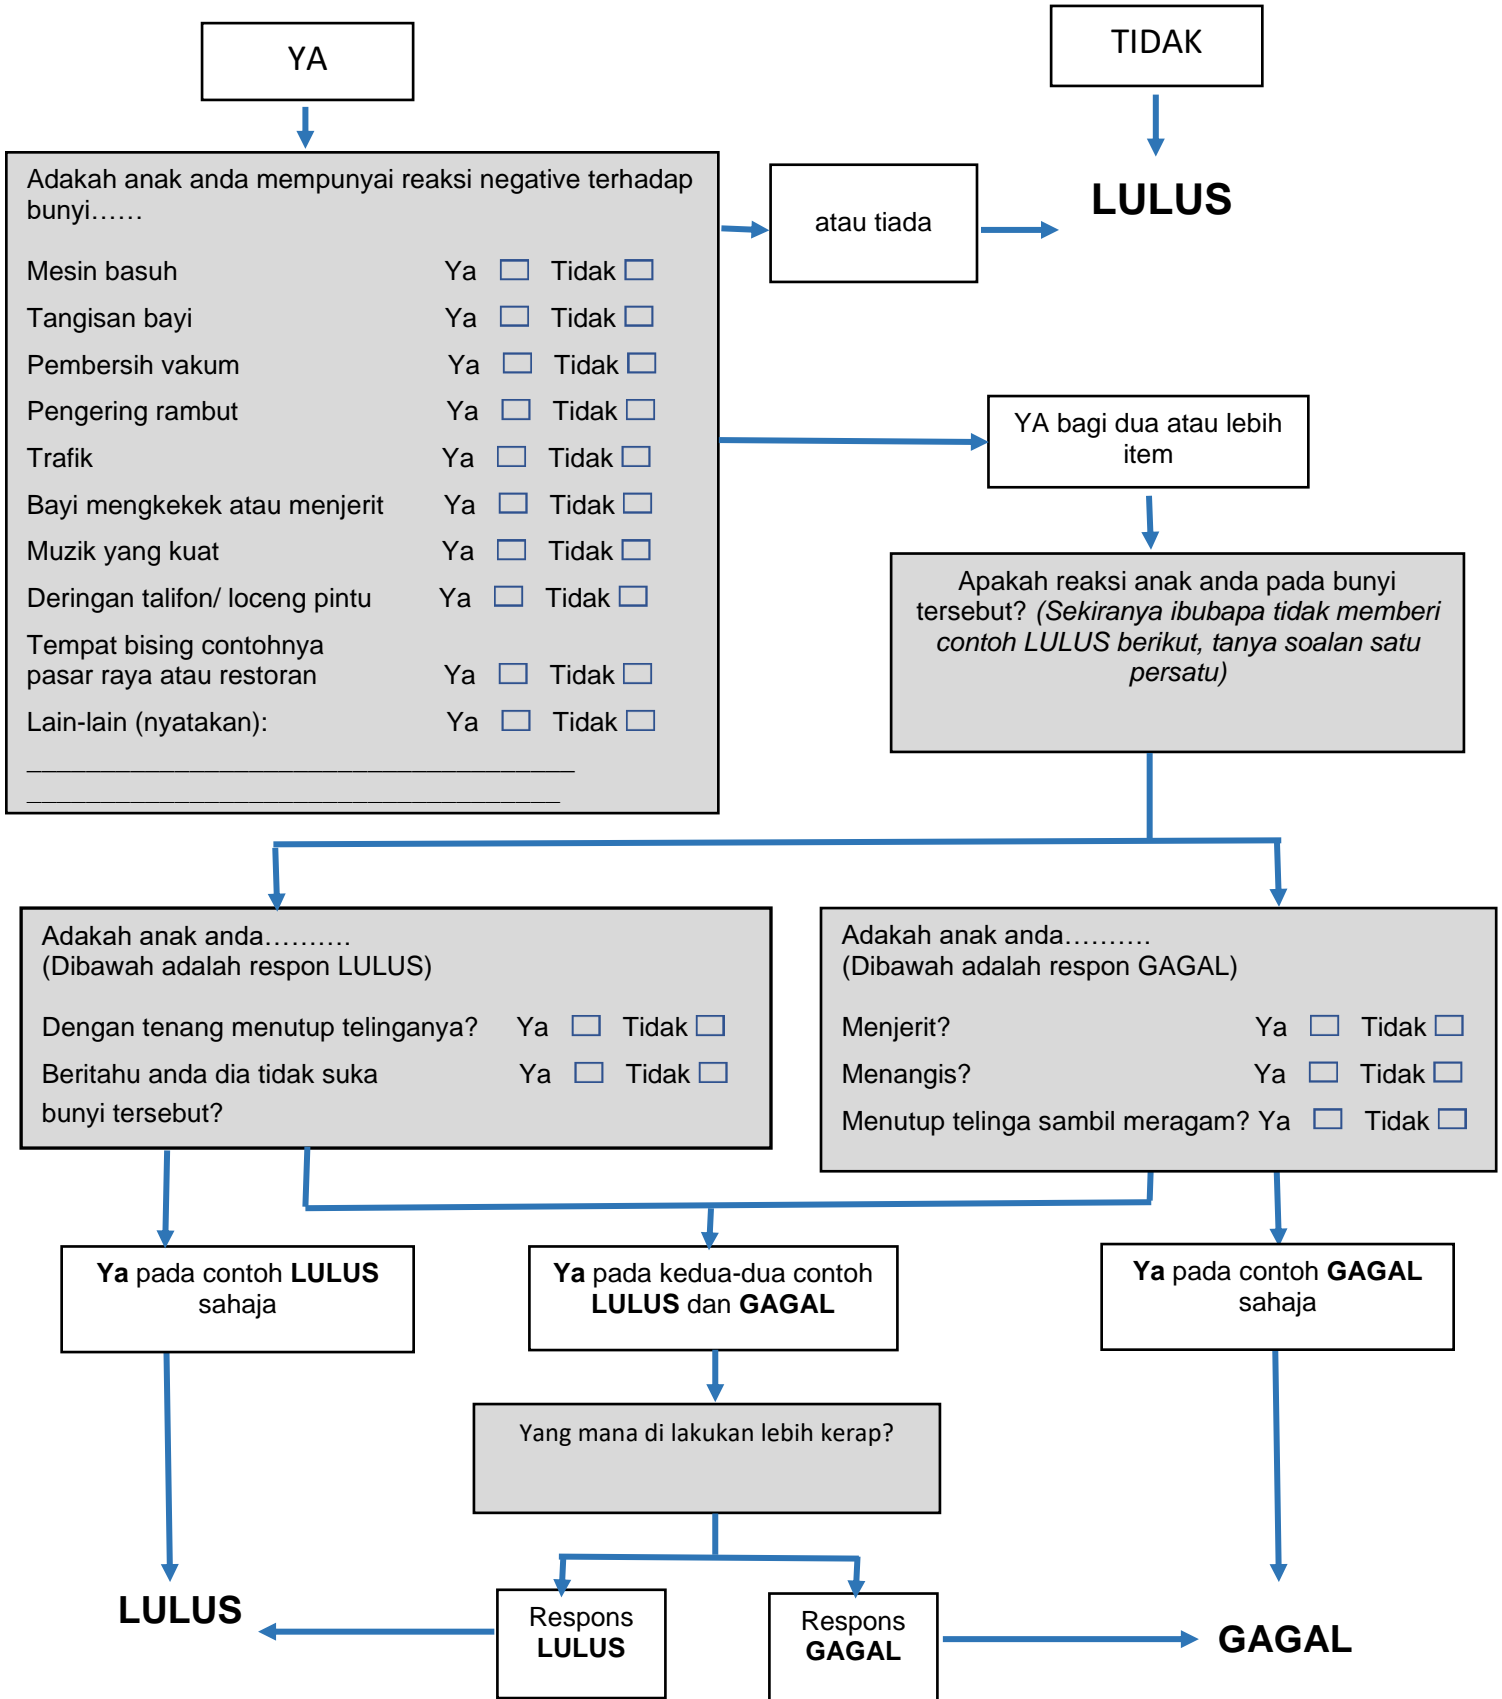 YA
TIDAK
LULUS
Adakah anak anda mempunyai reaksi negative terhadap
bunyi……
Mesin basuh Ya Tidak
Tangisan bayi Ya Tidak
Pembersih vakum Ya Tidak
Pengering rambut Ya Tidak
Trafik Ya Tidak
Bayi mengkekek atau menjerit Ya Tidak
Muzik yang kuat Ya Tidak
Deringan talifon/ loceng pintu Ya Tidak
Tempat bising contohnya
pasar raya atau restoran Ya Tidak
Lain-lain (nyatakan): Ya Tidak
atau tiada
YA bagi dua atau lebih
item
Apakah reaksi anak anda pada bunyi
tersebut? (Sekiranya ibubapa tidak memberi
contoh LULUS berikut, tanya soalan satu
persatu)
Adakah anak anda……….
(Dibawah adalah respon LULUS)
Dengan tenang menutup telinganya? Ya Tidak
Beritahu anda dia tidak suka Ya Tidak
bunyi tersebut?
Adakah anak anda……….
(Dibawah adalah respon GAGAL)
Menjerit? Ya Tidak
Menangis? Ya Tidak
Menutup telinga sambil meragam? Ya Tidak
Ya pada contoh LULUS
sahaja
Ya pada kedua-dua contoh
LULUS dan GAGAL
Ya pada contoh GAGAL
sahaja
Yang mana di lakukan lebih kerap?
LULUS
Respons
LULUS
Respons
GAGAL
GAGAL